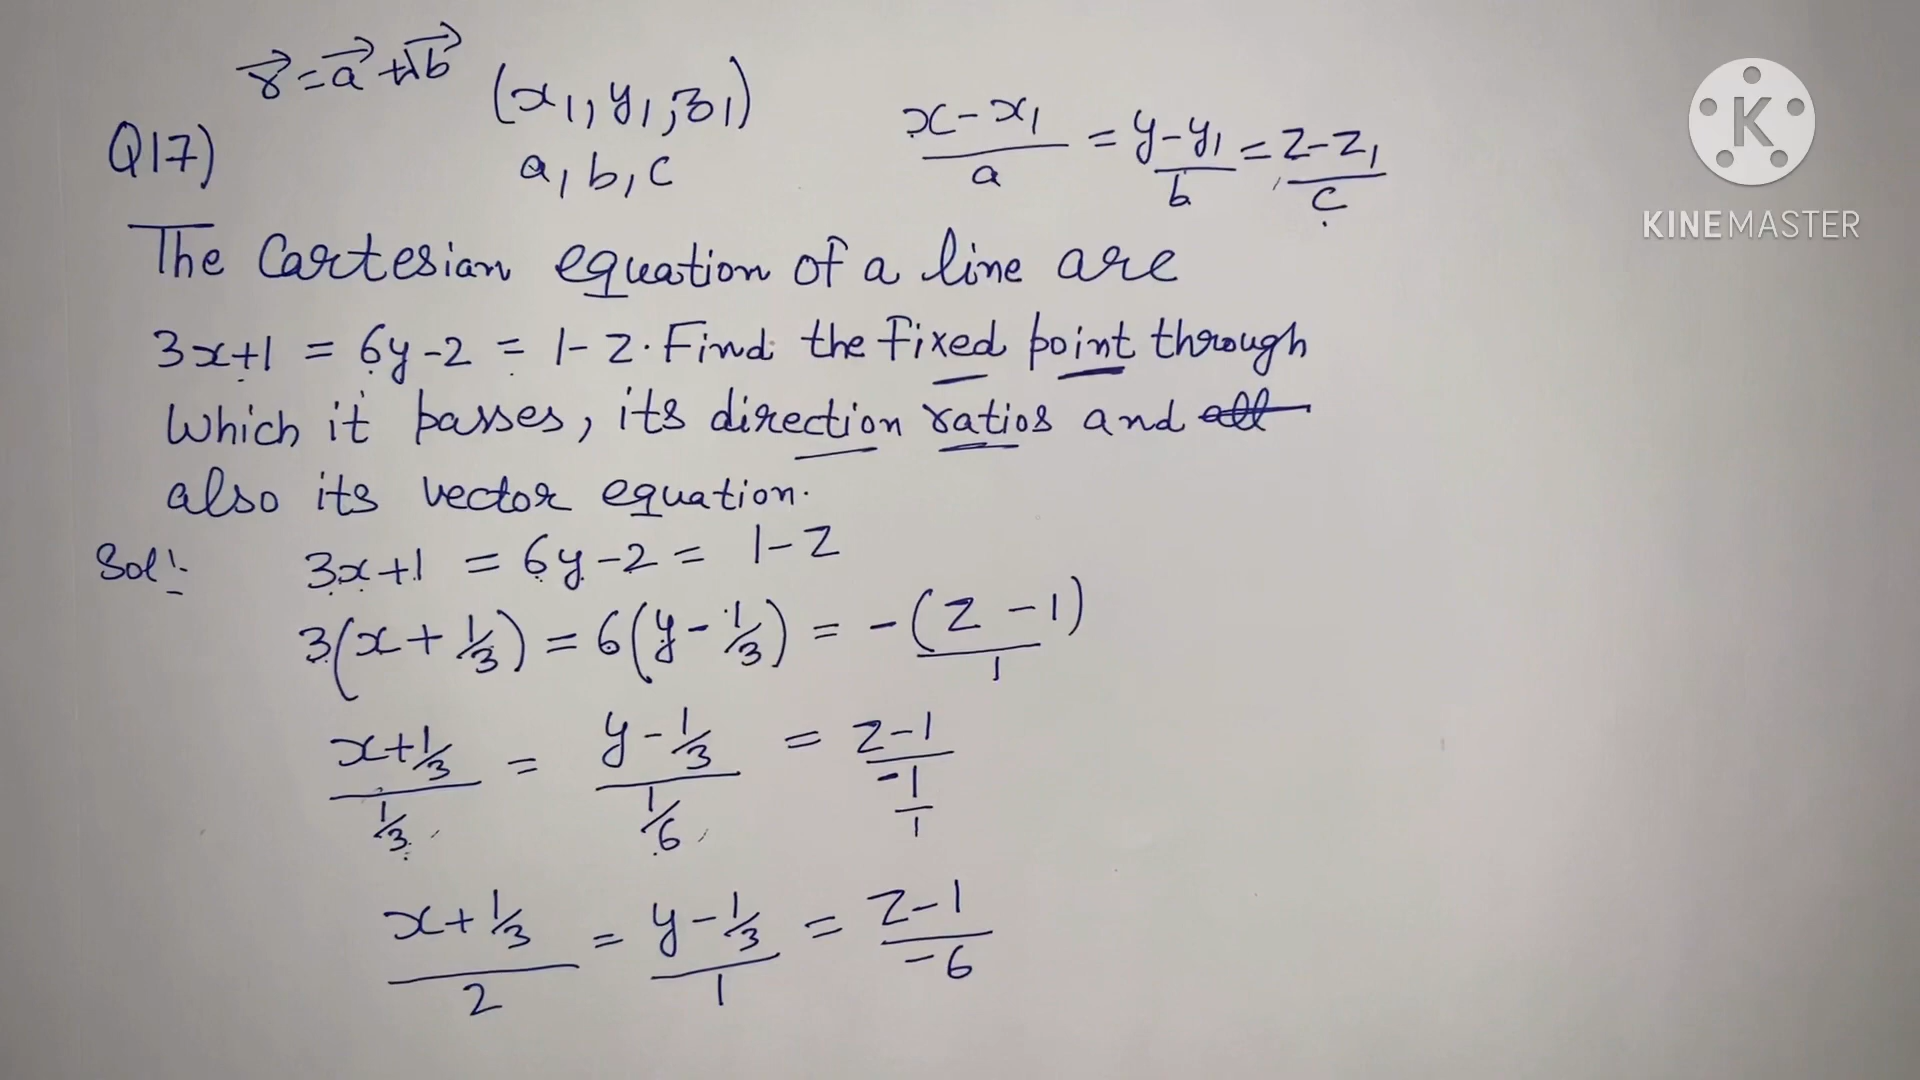 r⃗ = a⃗ + λb⃗
(x₁, y₁, z₁)
a, b, c
(x - x₁)/a = (y - y₁)/b = (z - z₁)/c
K
KINEMASTER
Q17)
The Cartesian equation of a line are
3x+1 = 6y-2 = 1-z. Find the fixed point through
which it passes, its direction ratios and all
also its vector equation.
Sol!- 3x+1 = 6y-2 = 1-z
3(x + 1/3) = 6(y - 1/3) = -(z - 1)/1
(x + 1/3)/(1/3) = (y - 1/3)/(1/6) = (z - 1)/(-1/1)
(x + 1/3)/2 = (y - 1/3)/1 = (z - 1)/-6